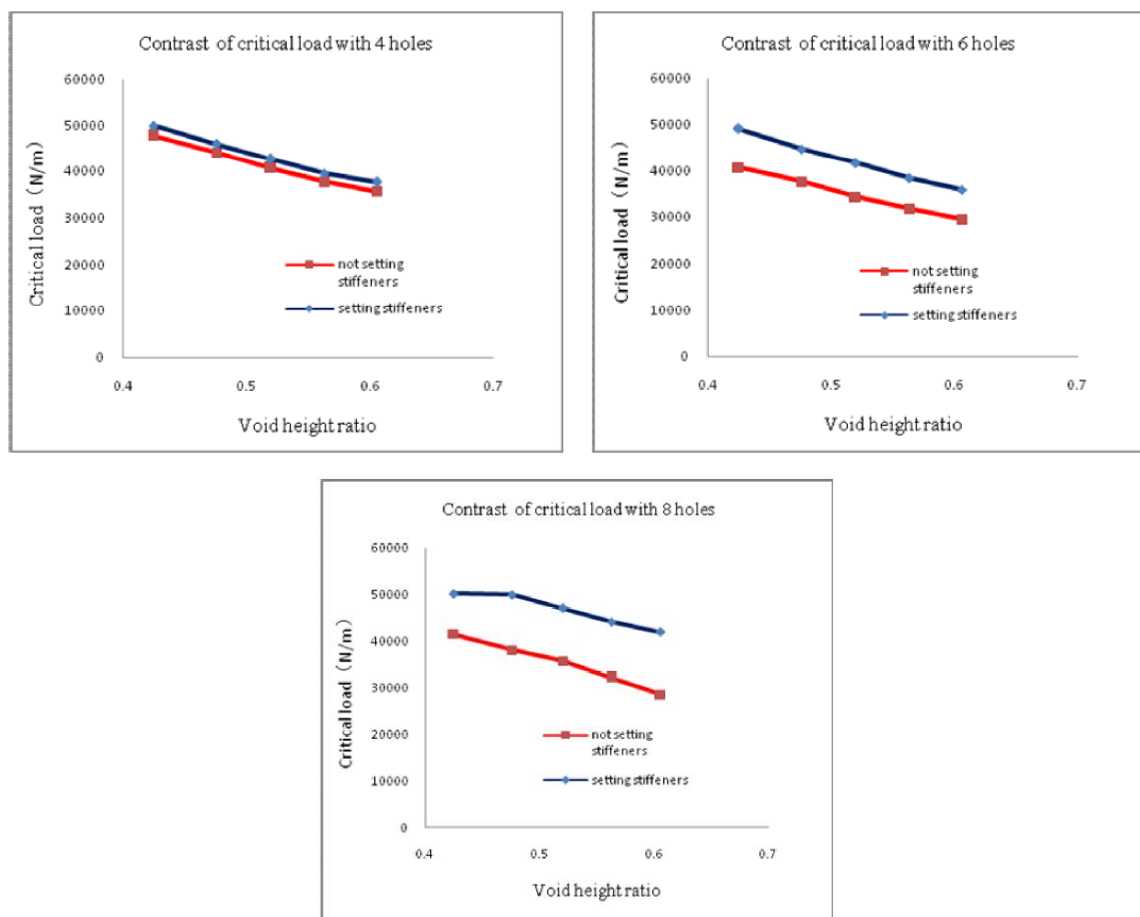 Contrast of critical load with 4 holes
60000
50000
40000
30000
20000
10000
0
0.4
0.5
0.6
0.7
Critical load（N/m）
Void height ratio
not setting
stiffeners
setting stiffeners
Contrast of critical load with 6 holes
60000
50000
40000
30000
20000
10000
0
0.4
0.5
0.6
0.7
Critical load（N/m）
Void height ratio
not setting
stiffeners
setting stiffeners
Contrast of critical load with 8 holes
60000
50000
40000
30000
20000
10000
0
0.4
0.5
0.6
0.7
Critical load（N/m）
Void height ratio
not setting
stiffeners
setting stiffeners